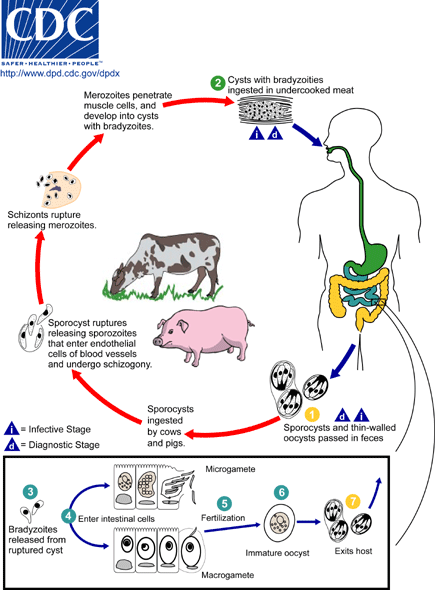 CDC
SAFER·HEALTHIER·PEOPLE™
http://www.dpd.cdc.gov/dpdx
2 Cysts with bradyzoities
ingested in undercooked meat
i d
Merozoites penetrate
muscle cells, and
develop into cysts
with bradyzoites.
Schizonts rupture
releasing merozoites.
Sporocyst ruptures
releasing sporozoites
that enter endothelial
cells of blood vessels
and undergo schizogony.
Sporocysts
ingested
by cows
and pigs.
1 d i
Sporocysts and thin-walled
oocysts passed in feces
i = Infective Stage
d = Diagnostic Stage
3
Bradyzoites
released from
ruptured cyst
4 Enter intestinal cells
Microgamete
Macrogamete
5
Fertilization
6
Immature oocyst
7
Exits host